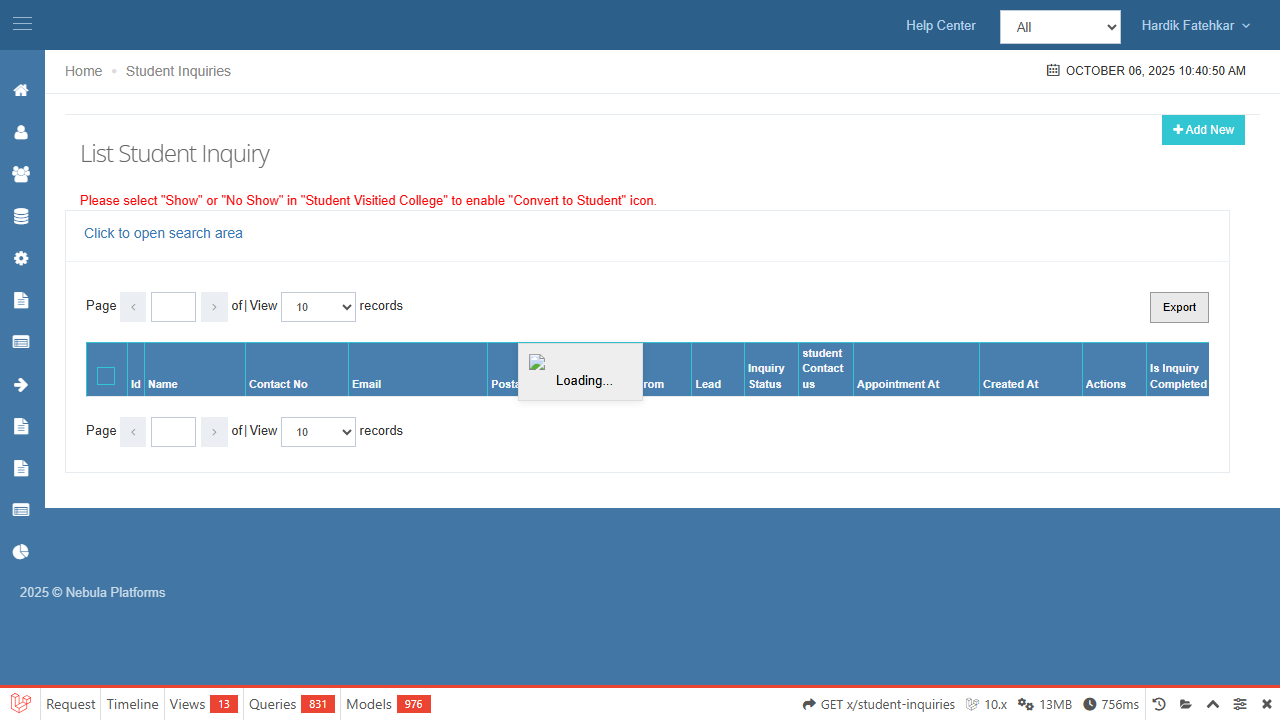 Help Center
All
Hardik Fatehkar
Home
Student Inquiries
OCTOBER 06, 2025 10:40:50 AM
Add New
List Student Inquiry
Please select "Show" or "No Show" in "Student Visitied College" to enable "Convert to Student" icon.
Click to open search area
Page < > of | View 10 records
Export
Id Name Contact No Email Posta rom Lead Inquiry Status student Contact us Appointment At Created At Actions Is Inquiry Completed
Loading...
Page < > of | View 10 records
2025 © Nebula Platforms
Request Timeline Views 13 Queries 831 Models 976 GET x/student-inquiries 10.x 13MB 756ms